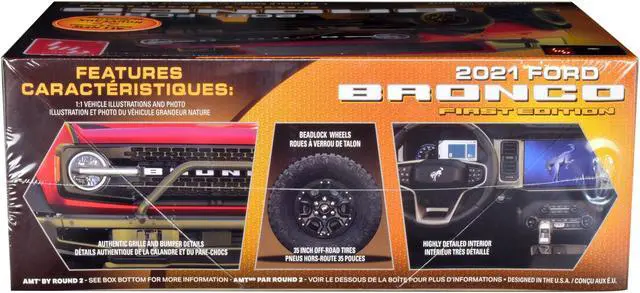 FEATURES
CARACTÉRISTIQUES:
1:1 VEHICLE ILLUSTRATIONS AND PHOTO
ILLUSTRATION ET PHOTO DU VÉHICULE GRANDEUR NATURE
2021 FORD
BRONCO
FIRST EDITION
BEADLOCK WHEELS
ROUES À VERROU DE TALON
AUTHENTIC GRILLE AND BUMPER DETAILS
DÉTAILS AUTHENTIQUE DE LA CALANDRE ET DU PARE-CHOCS
35 INCH OFF-ROAD TIRES
PNEUS HORS-ROUTE 35 POUCES
HIGHLY DETAILED INTERIOR
INTÉRIEUR TRÈS DÉTAILLÉ
AMT® BY ROUND 2 - SEE BOX BOTTOM FOR MORE INFORMATION - AMTMD PAR ROUND 2 - VOIR LE DESSOUS DE LA BOÎTE POUR PLUS D'INFORMATIONS • DESIGNED IN THE U.S.A. / CONÇU AUX É.U.